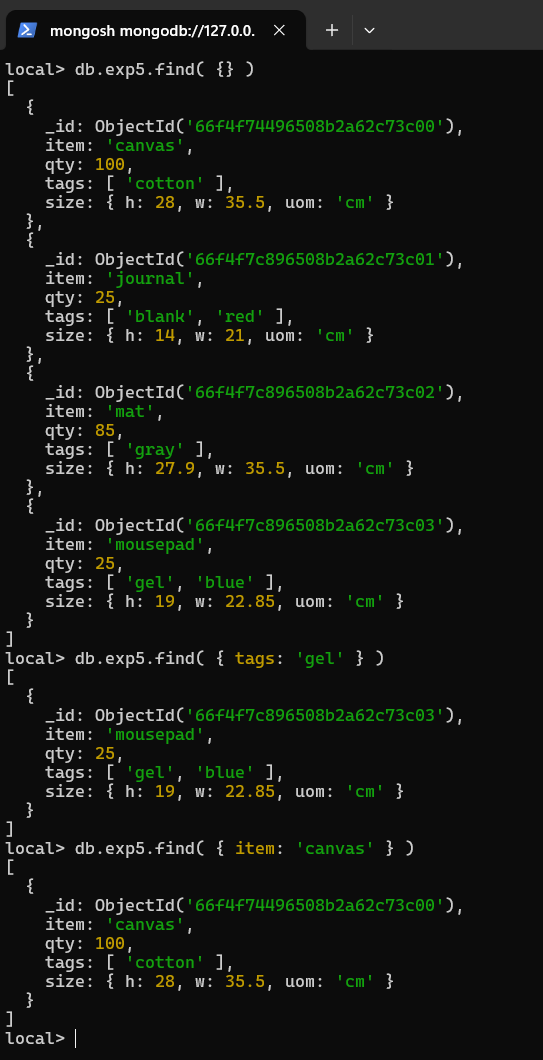 mongosh mongodb://127.0.0.
local> db.exp5.find( {} )
[
  {
    _id: ObjectId('66f4f74496508b2a62c73c00'),
    item: 'canvas',
    qty: 100,
    tags: [ 'cotton' ],
    size: { h: 28, w: 35.5, uom: 'cm' }
  },
  {
    _id: ObjectId('66f4f7c896508b2a62c73c01'),
    item: 'journal',
    qty: 25,
    tags: [ 'blank', 'red' ],
    size: { h: 14, w: 21, uom: 'cm' }
  },
  {
    _id: ObjectId('66f4f7c896508b2a62c73c02'),
    item: 'mat',
    qty: 85,
    tags: [ 'gray' ],
    size: { h: 27.9, w: 35.5, uom: 'cm' }
  },
  {
    _id: ObjectId('66f4f7c896508b2a62c73c03'),
    item: 'mousepad',
    qty: 25,
    tags: [ 'gel', 'blue' ],
    size: { h: 19, w: 22.85, uom: 'cm' }
  }
]
local> db.exp5.find( { tags: 'gel' } )
[
  {
    _id: ObjectId('66f4f7c896508b2a62c73c03'),
    item: 'mousepad',
    qty: 25,
    tags: [ 'gel', 'blue' ],
    size: { h: 19, w: 22.85, uom: 'cm' }
  }
]
local> db.exp5.find( { item: 'canvas' } )
[
  {
    _id: ObjectId('66f4f74496508b2a62c73c00'),
    item: 'canvas',
    qty: 100,
    tags: [ 'cotton' ],
    size: { h: 28, w: 35.5, uom: 'cm' }
  }
]
local>